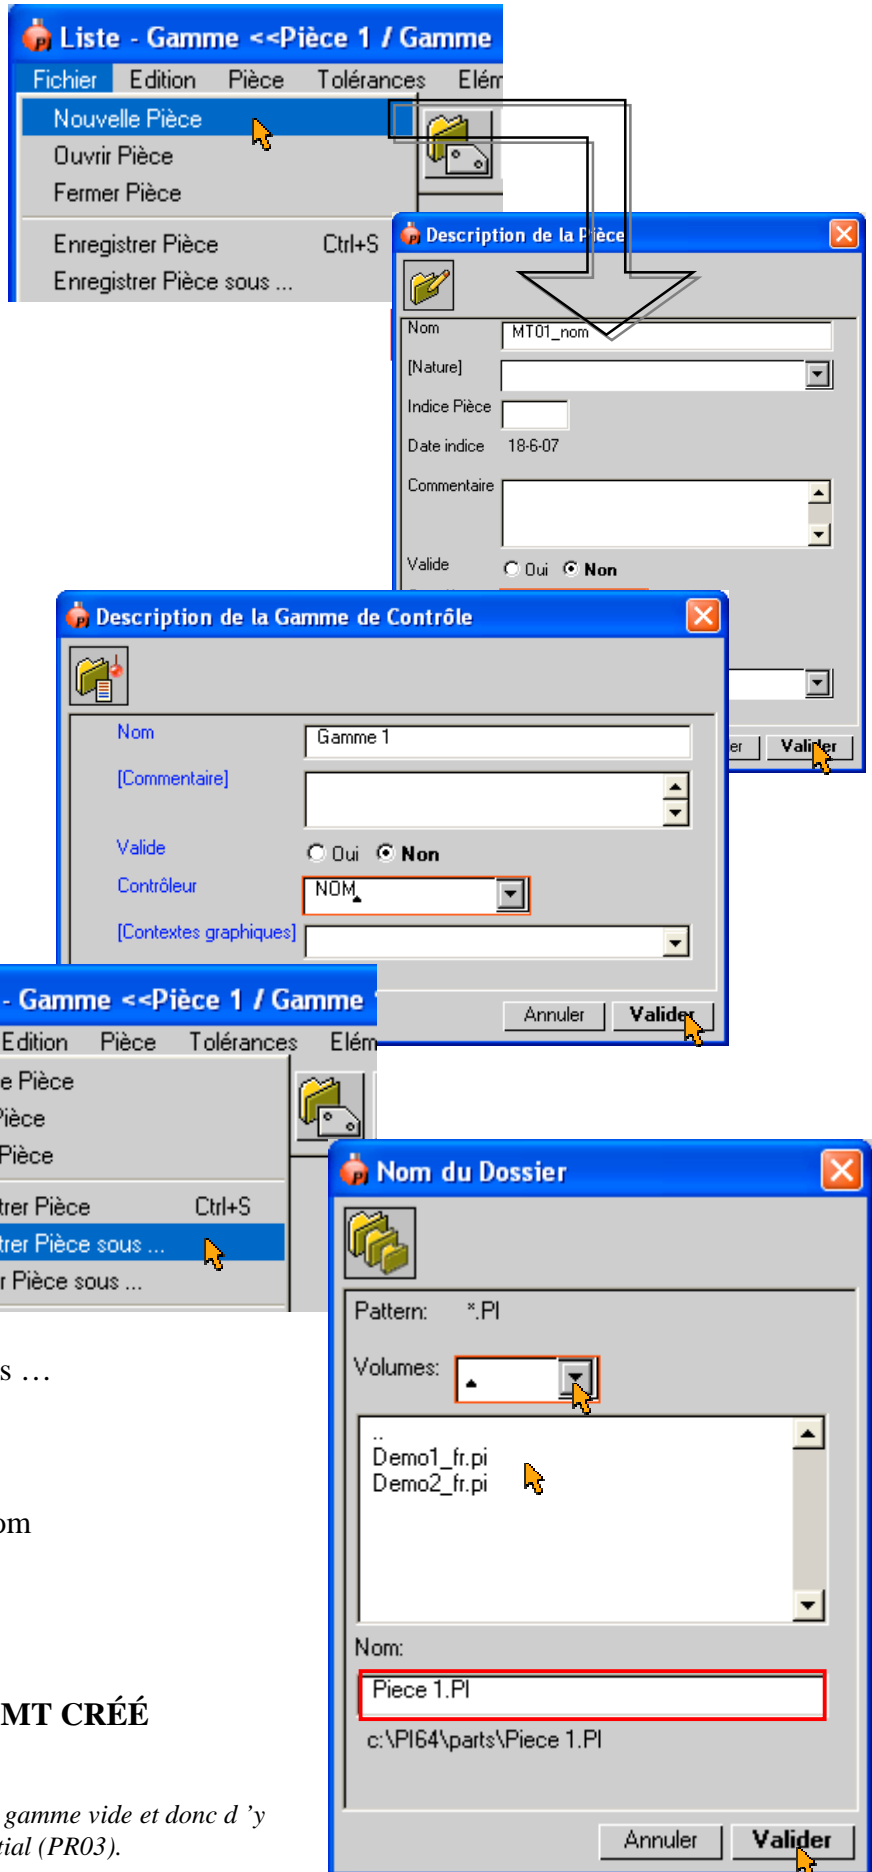 Liste - Gamme <<Pièce 1 / Gamme
Fichier Edition Pièce Tolérances Elém
Nouvelle Pièce
Ouvrir Pièce
Fermer Pièce
Enregistrer Pièce Ctrl+S
Enregistrer Pièce sous ...
Description de la Pièce
Nom MT01_nom
[Nature]
Indice Pièce
Date indice 18-6-07
Commentaire
Valide Oui Non
er Valider
Description de la Gamme de Contrôle
Nom Gamme 1
[Commentaire]
Valide Oui Non
Contrôleur NOM
[Contextes graphiques]
Annuler Valider
- Gamme <<Pièce 1 / Gamme
Edition Pièce Tolérances Elém
e Pièce
Pièce
Pièce
trer Pièce Ctrl+S
trer Pièce sous ...
r Pièce sous ...
Nom du Dossier
Pattern: *.PI
Volumes:
..
Demo1_fr.pi
Demo2_fr.pi
Nom:
Piece 1.PI
c:\PI64\parts\Piece 1.PI
Annuler Valider
s …
om
MT CRÉÉ
gamme vide et donc d ’y
tial (PR03).